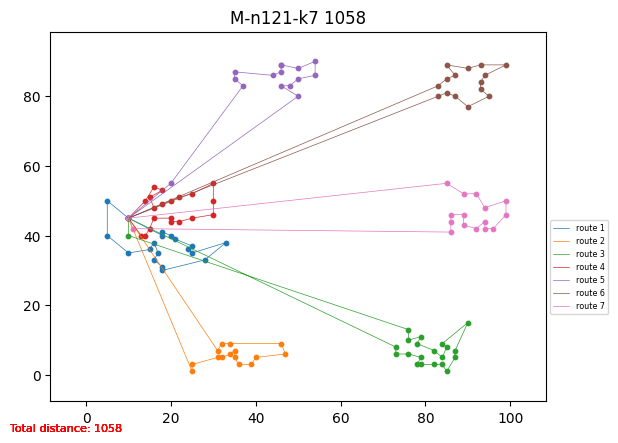 M-n121-k7 1058
80
60
40
20
0
0 20 40 60 80 100
route 1
route 2
route 3
route 4
route 5
route 6
route 7
Total distance: 1058